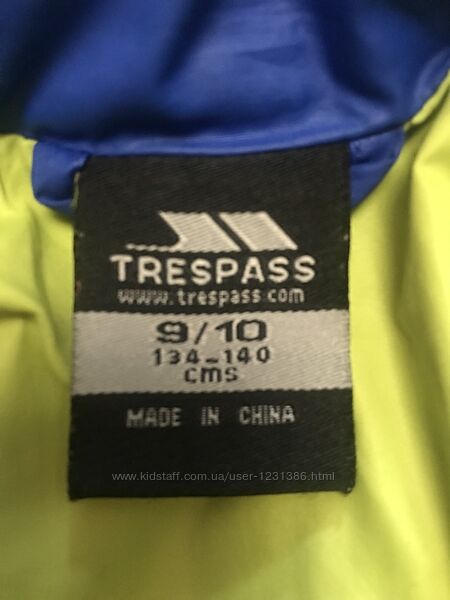 TRESPASS
www.trespass.com
9/10
134-140
cms
MADE IN CHINA
www.kidstaff.com.ua/user-1231386.html